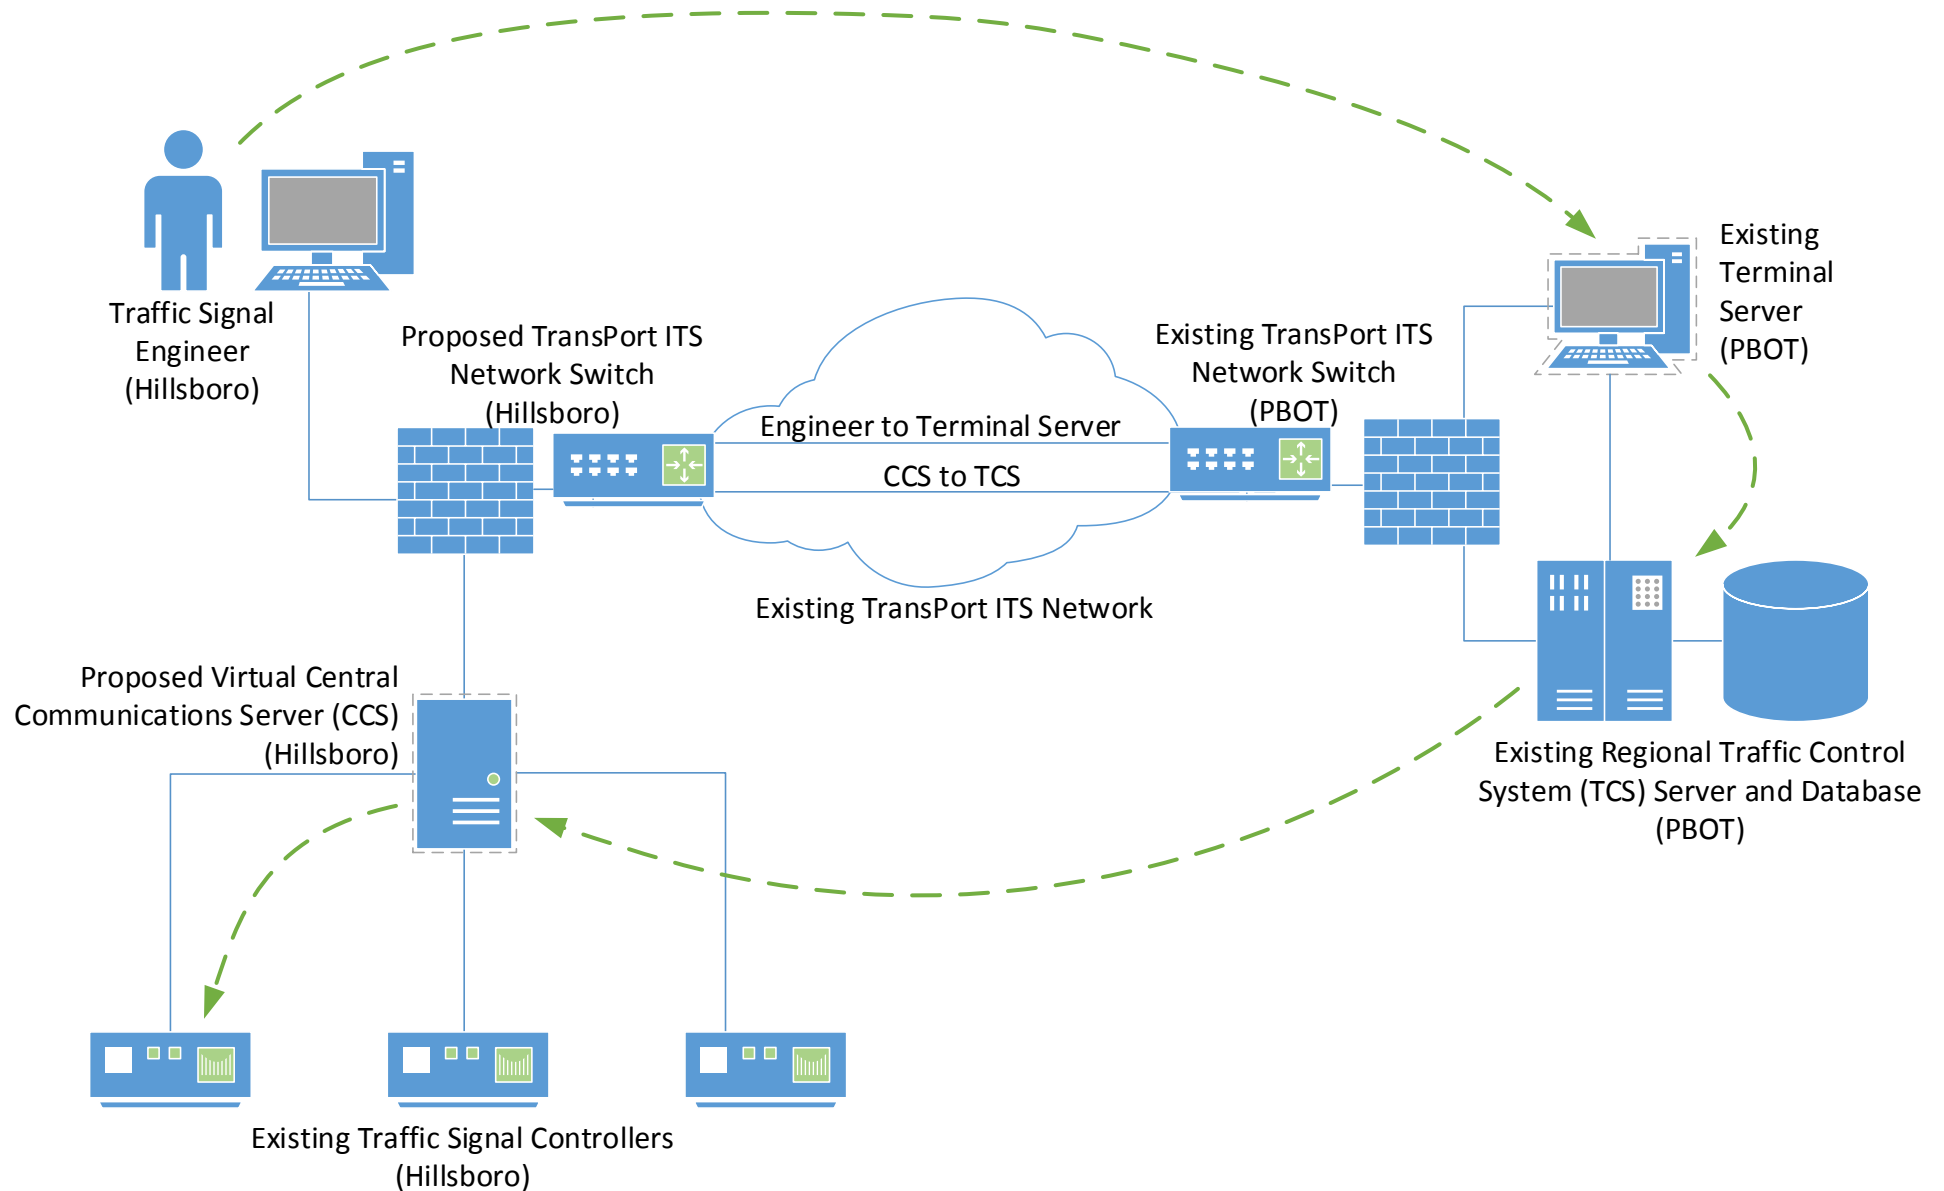 Traffic Signal
Engineer
(Hillsboro)
Proposed TransPort ITS
Network Switch
(Hillsboro)
Engineer to Terminal Server
CCS to TCS
Existing TransPort ITS Network
Existing TransPort ITS
Network Switch
(PBOT)
Existing
Terminal
Server
(PBOT)
Proposed Virtual Central
Communications Server (CCS)
(Hillsboro)
Existing Regional Traffic Control
System (TCS) Server and Database
(PBOT)
Existing Traffic Signal Controllers
(Hillsboro)